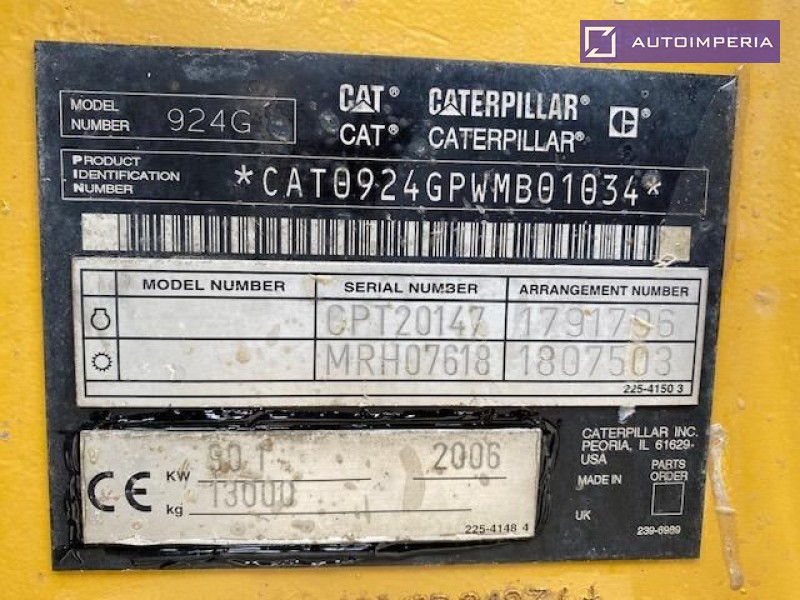 AUTOIMPERIA
CAT® CATERPILLAR®
MODEL NUMBER 924G
CAT® CATERPILLAR®
PRODUCT IDENTIFICATION NUMBER
*CAT0924GPWMB01034*
MODEL NUMBER SERIAL NUMBER ARRANGEMENT NUMBER
CPT20147
MRH07618 1807503
225-4150 3
CATERPILLAR INC.
PEORIA, IL 61629-
USA
CE
KW 90.1 2006
kg 13000
225-4148 4
MADE IN
UK
PARTS
ORDER
239-6989